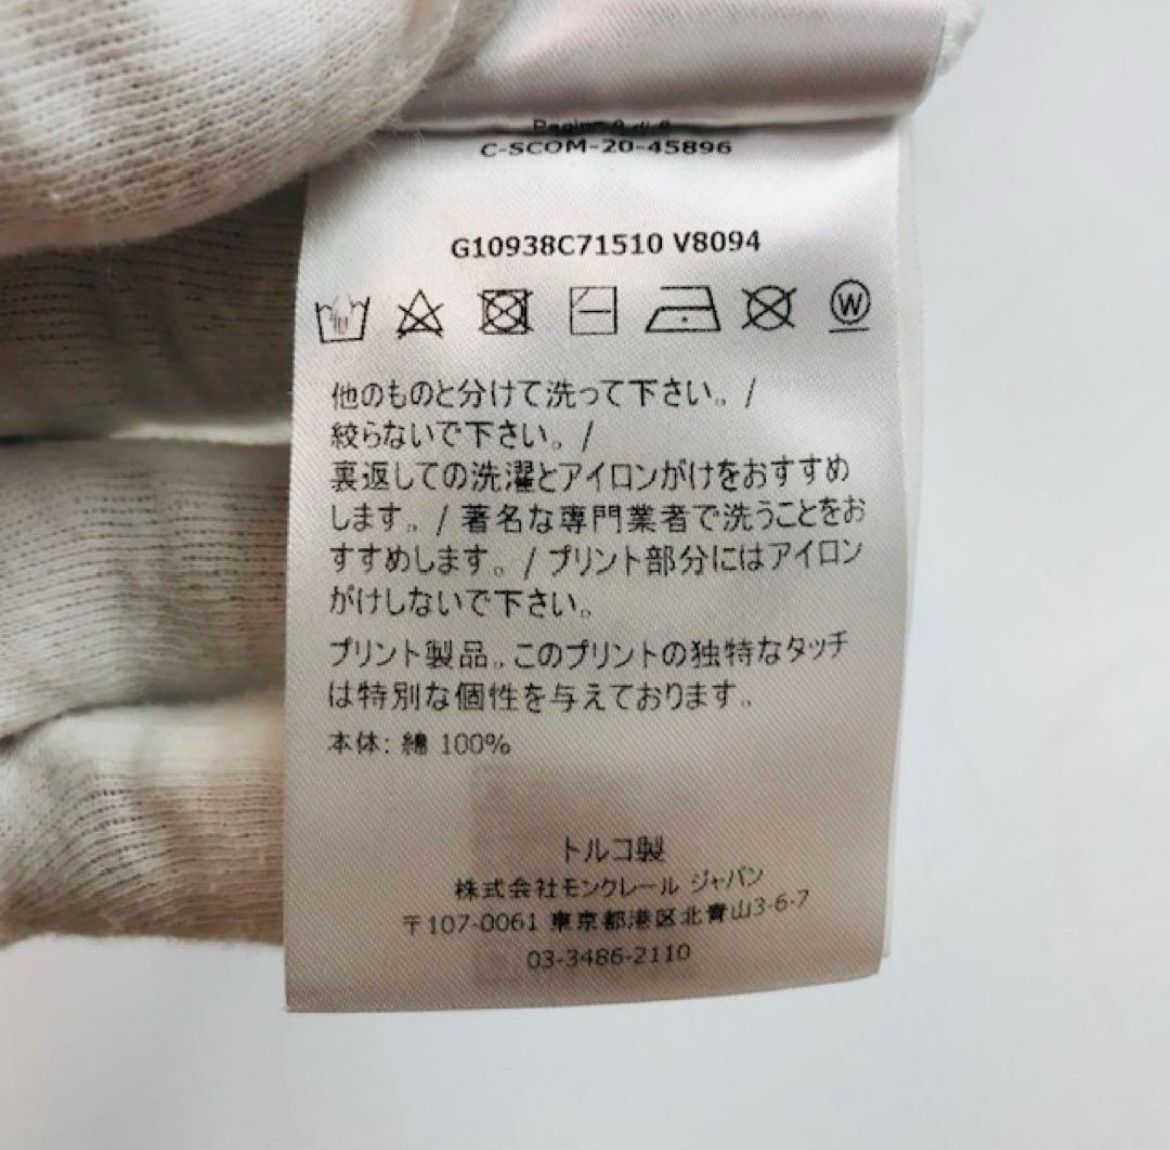 C-SCOM-20-45896
G10938C71510 V8094
W
他のものと分けて洗って下さい。/
絞らないで下さい。/
裏返しての洗濯とアイロンがけをおすすめ
します。/ 著名な専門業者で洗うことをお
すすめします。/ プリント部分にはアイロン
がけしないで下さい。
プリント製品。このプリントの独特なタッチ
は特別な個性を与えております。
本体: 綿 100%
トルコ製
株式会社モンクレール ジャパン
〒107-0061 東京都港区北青山3-6-7
03-3486-2110